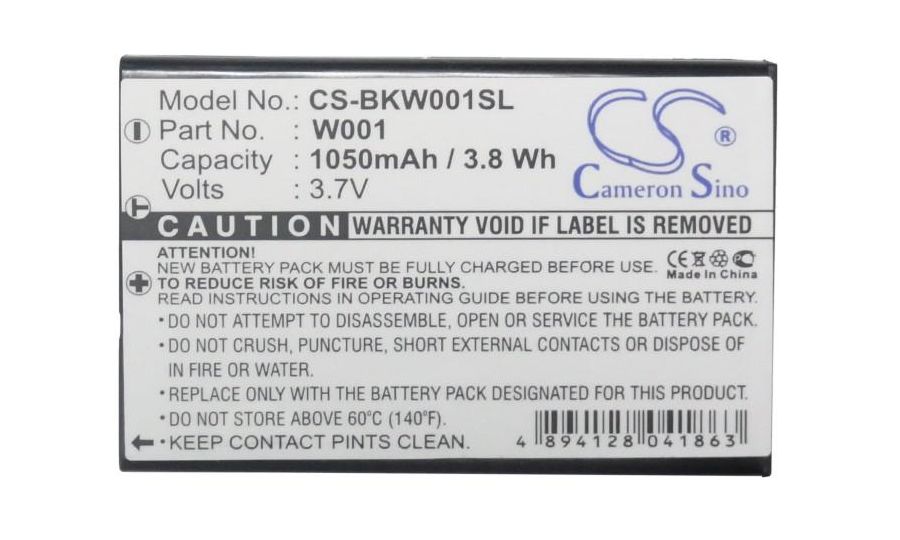 Model No.: CS-BKW001SL
Part No.: W001
Capacity : 1050mAh / 3.8 Wh
Volts : 3.7V
CS ®
Cameron Sino
CAUTION WARRANTY VOID IF LABEL IS REMOVED
ATTENTION!
NEW BATTERY PACK MUST BE FULLY CHARGED BEFORE USE.
TO REDUCE RISK OF FIRE OR BURNS.
READ INSTRUCTIONS IN OPERATING GUIDE BEFORE USING THE BATTERY.
CE
Made In China
•DO NOT ATTEMPT TO DISASSEMBLE, OPEN OR SERVICE THE BATTERY PACK.
•DO NOT CRUSH, PUNCTURE, SHORT EXTERNAL CONTACTS OR DISPOSE OF
IN FIRE OR WATER.
•REPLACE ONLY WITH THE BATTERY PACK DESIGNATED FOR THIS PRODUCT.
•DO NOT STORE ABOVE 60°C (140°F).
•KEEP CONTACT PINTS CLEAN.
4 894128 041863